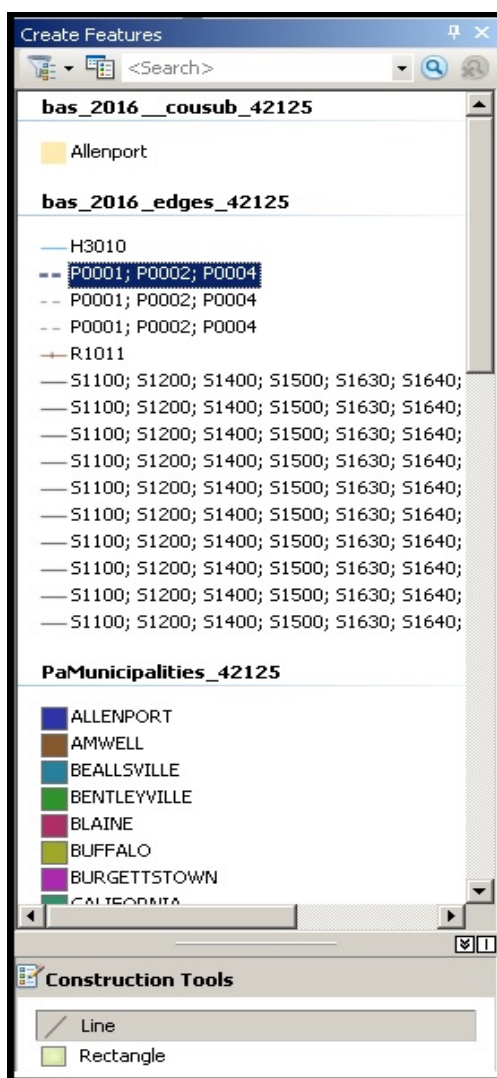 Create Features
<Search>
bas_2016__cousub_42125
Allenport
bas_2016_edges_42125
H3010
P0001; P0002; P0004
P0001; P0002; P0004
P0001; P0002; P0004
R1011
S1100; S1200; S1400; S1500; S1630; S1640;
S1100; S1200; S1400; S1500; S1630; S1640;
S1100; S1200; S1400; S1500; S1630; S1640;
S1100; S1200; S1400; S1500; S1630; S1640;
S1100; S1200; S1400; S1500; S1630; S1640;
S1100; S1200; S1400; S1500; S1630; S1640;
S1100; S1200; S1400; S1500; S1630; S1640;
S1100; S1200; S1400; S1500; S1630; S1640;
S1100; S1200; S1400; S1500; S1630; S1640;
S1100; S1200; S1400; S1500; S1630; S1640;
PaMunicipalities_42125
ALLENPORT
AMWELL
BEALLSVILLE
BENTLEYVILLE
BLAINE
BUFFALO
BURGETTSTOWN
CALIFORNIA
Construction Tools
Line
Rectangle